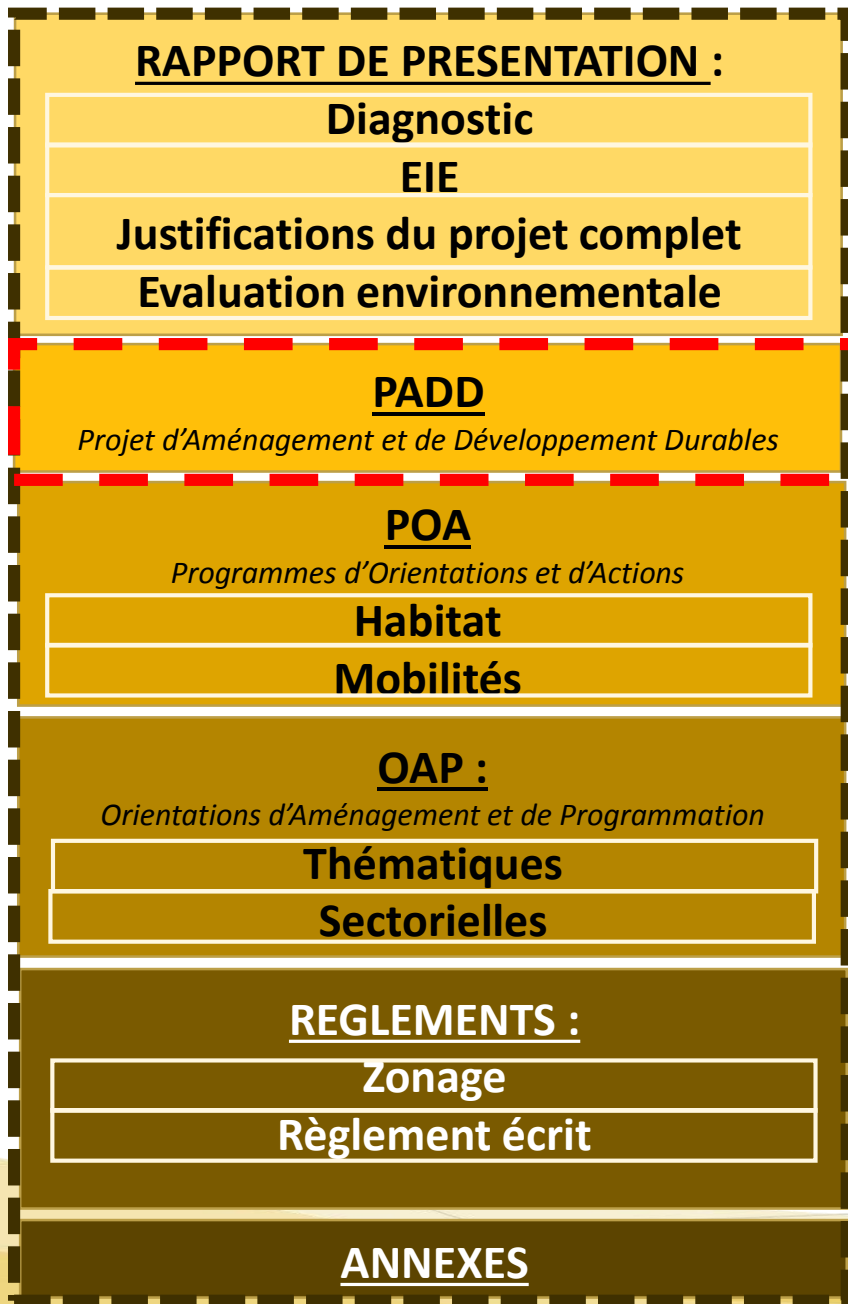 RAPPORT DE PRESENTATION :
Diagnostic
EIE
Justifications du projet complet
Evaluation environnementale
PADD
Projet d'Aménagement et de Développement Durables
POA
Programmes d'Orientations et d'Actions
Habitat
Mobilités
OAP :
Orientations d'Aménagement et de Programmation
Thématiques
Sectorielles
REGLEMENTS :
Zonage
Règlement écrit
ANNEXES